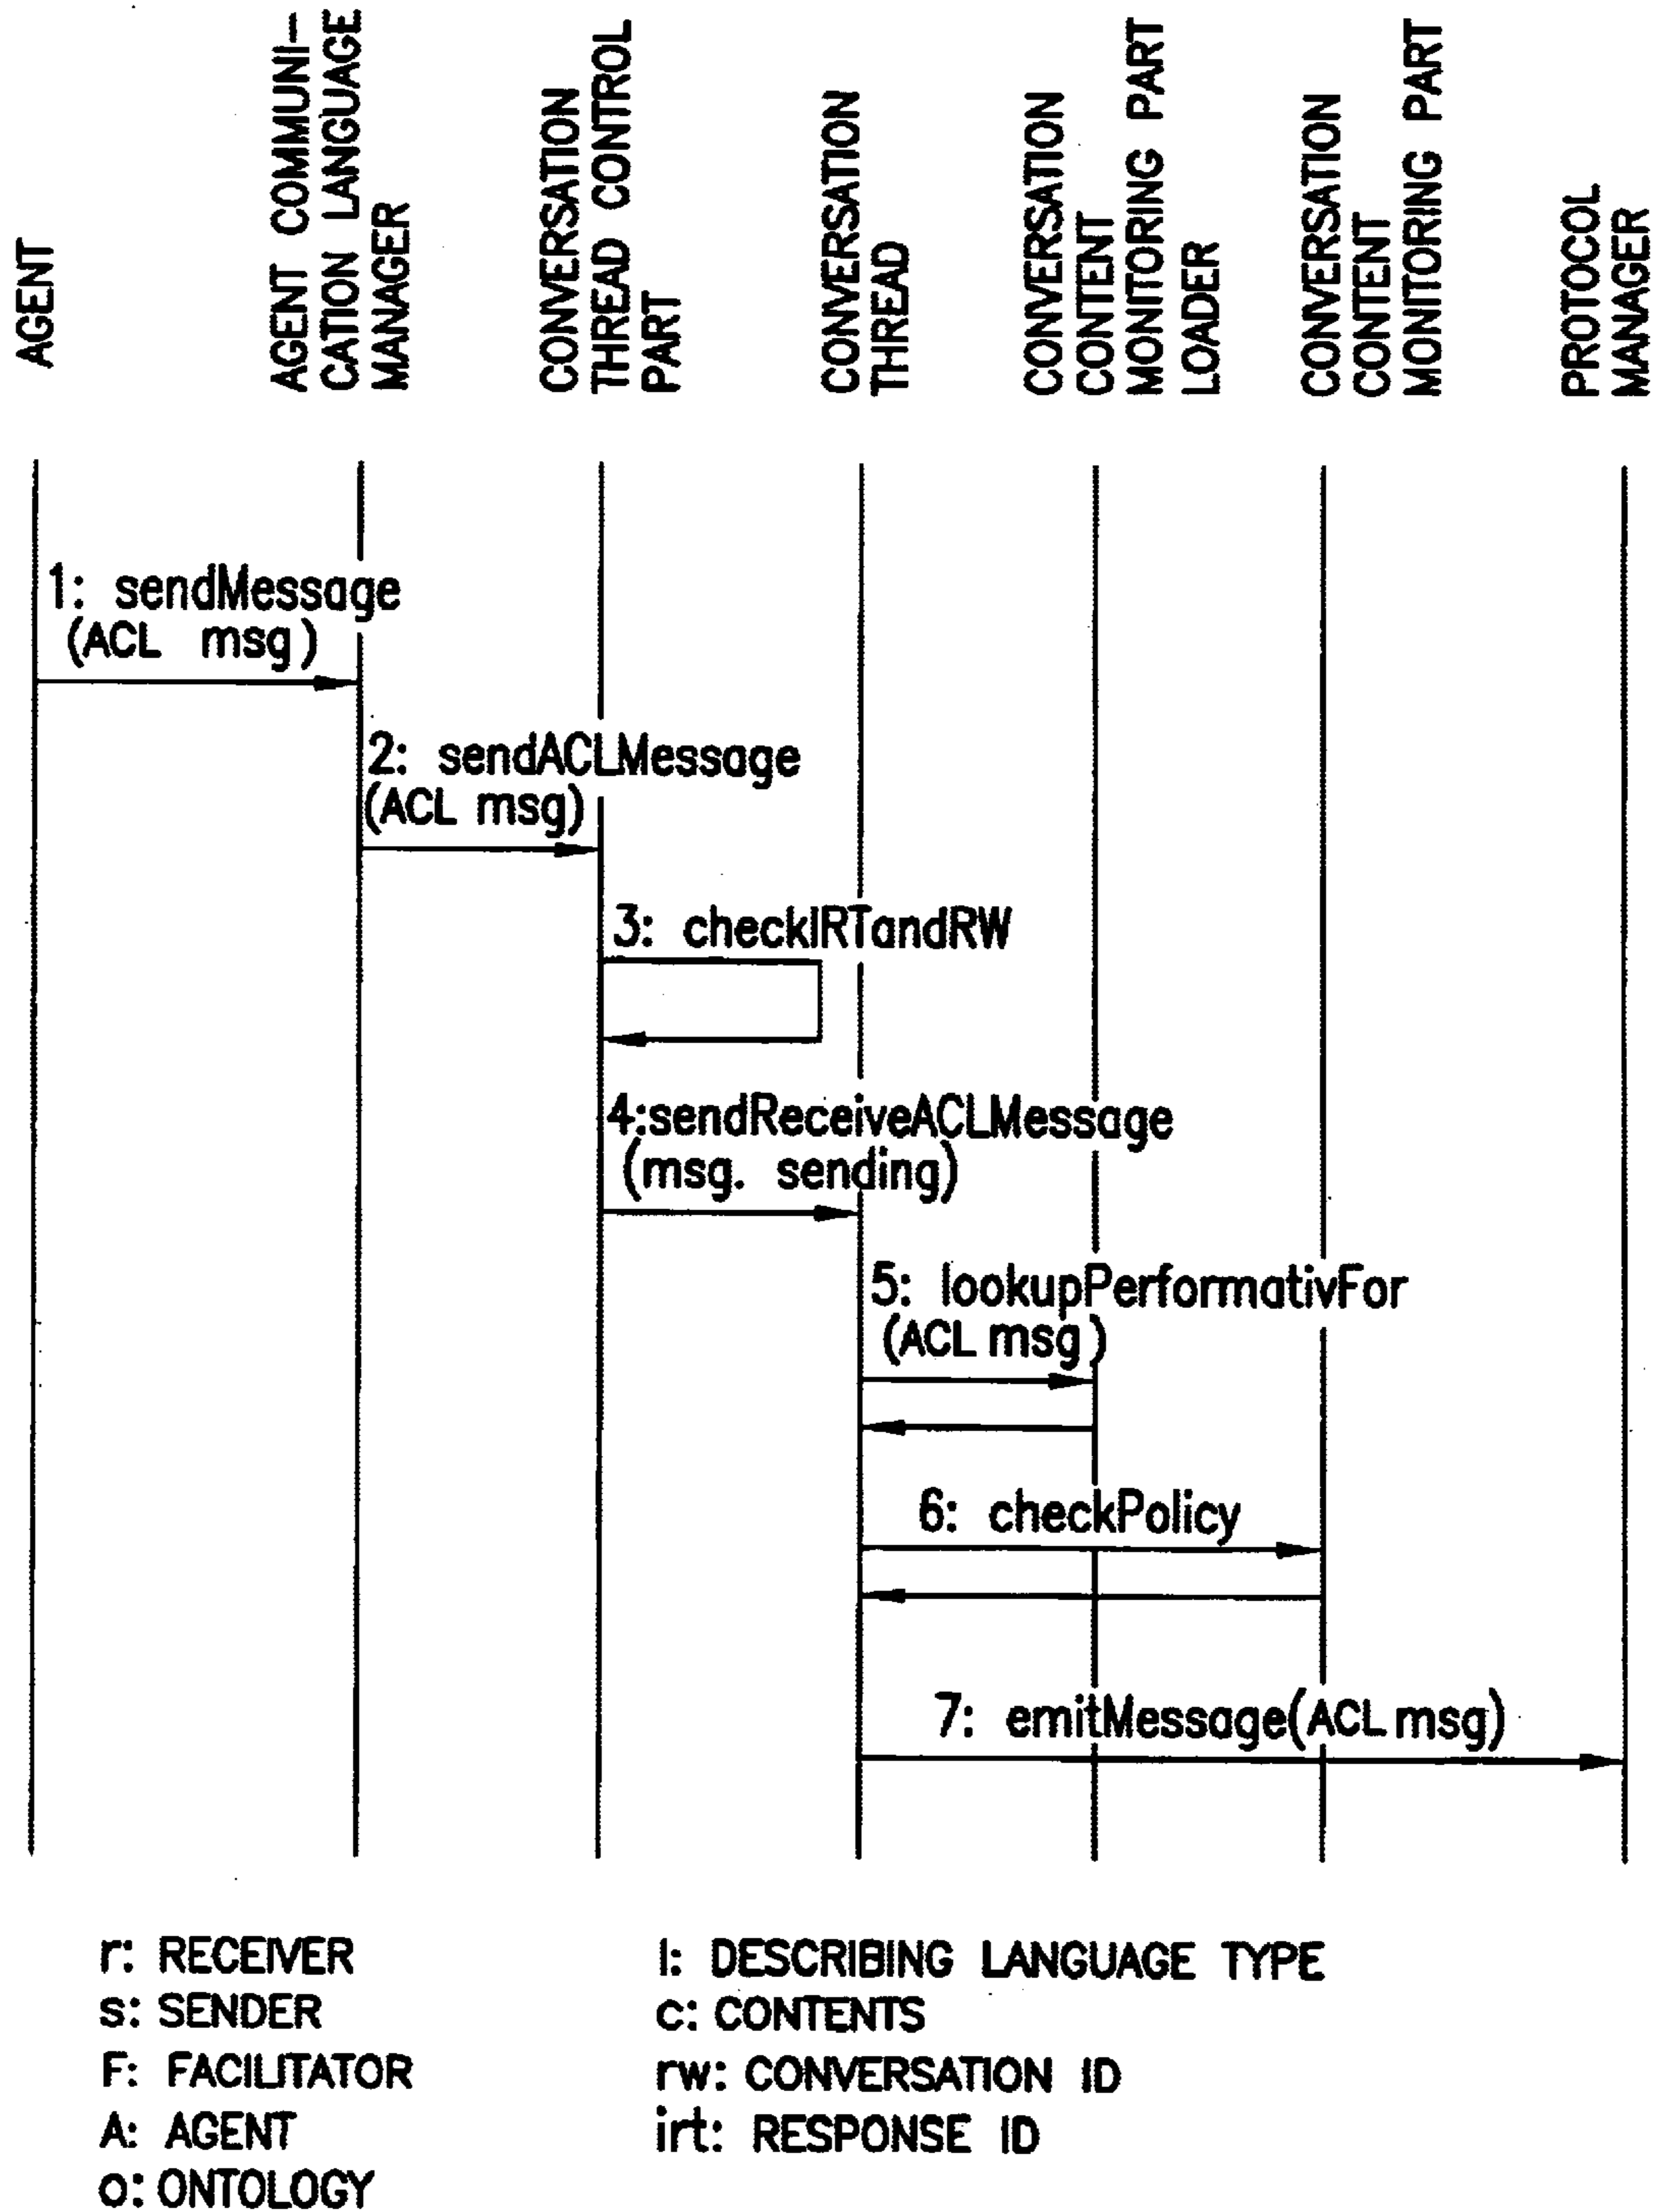 AGENT
AGENT COMMUNI-
CATION LANGUAGE
MANAGER
CONVERSATION
THREAD CONTROL
PART
CONVERSATION
THREAD
CONVERSATION
CONTENT
MONITORING PART
LOADER
CONVERSATION
CONTENT
MONITORING PART
PROTOCOL
MANAGER
1: sendMessage
(ACL msg)
2: sendACLMessage
(ACL msg)
3: checkIRTandRW
4:sendReceiveACLMessage
(msg. sending)
5: lookupPerformativFor
(ACL msg)
6: checkPolicy
7: emitMessage(ACL msg)
r: RECEIVER
s: SENDER
F: FACILITATOR
A: AGENT
o: ONTOLOGY
l: DESCRIBING LANGUAGE TYPE
c: CONTENTS
rw: CONVERSATION ID
irt: RESPONSE ID